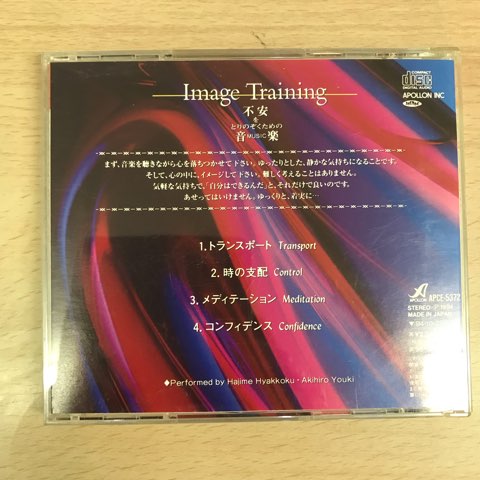 Image Training
不安
を
とりのぞくための
音MUSIC楽
まず、音楽を聴きながら心を落ちつかせて下さい。ゆったりとした、静かな気持ちになることです。
そして、心の中に、イメージして下さい。難しく考えることはありません。
気軽な気持ちで、「自分はできるんだ」と、それだけで良いのです。
あせってはいけません。ゆっくりと、着実に…
1.トランスポート Transport
2.時の支配 Control
3.メディテーション Meditation
4.コンフィデンス Confidence
◆Performed by Hajime Hyakkoku・Akihiro Youki
COMPACT
disc
DIGITAL AUDIO
APOLLON INC
APOLLON
APCE-5372
STEREO
MADE IN JAPAN